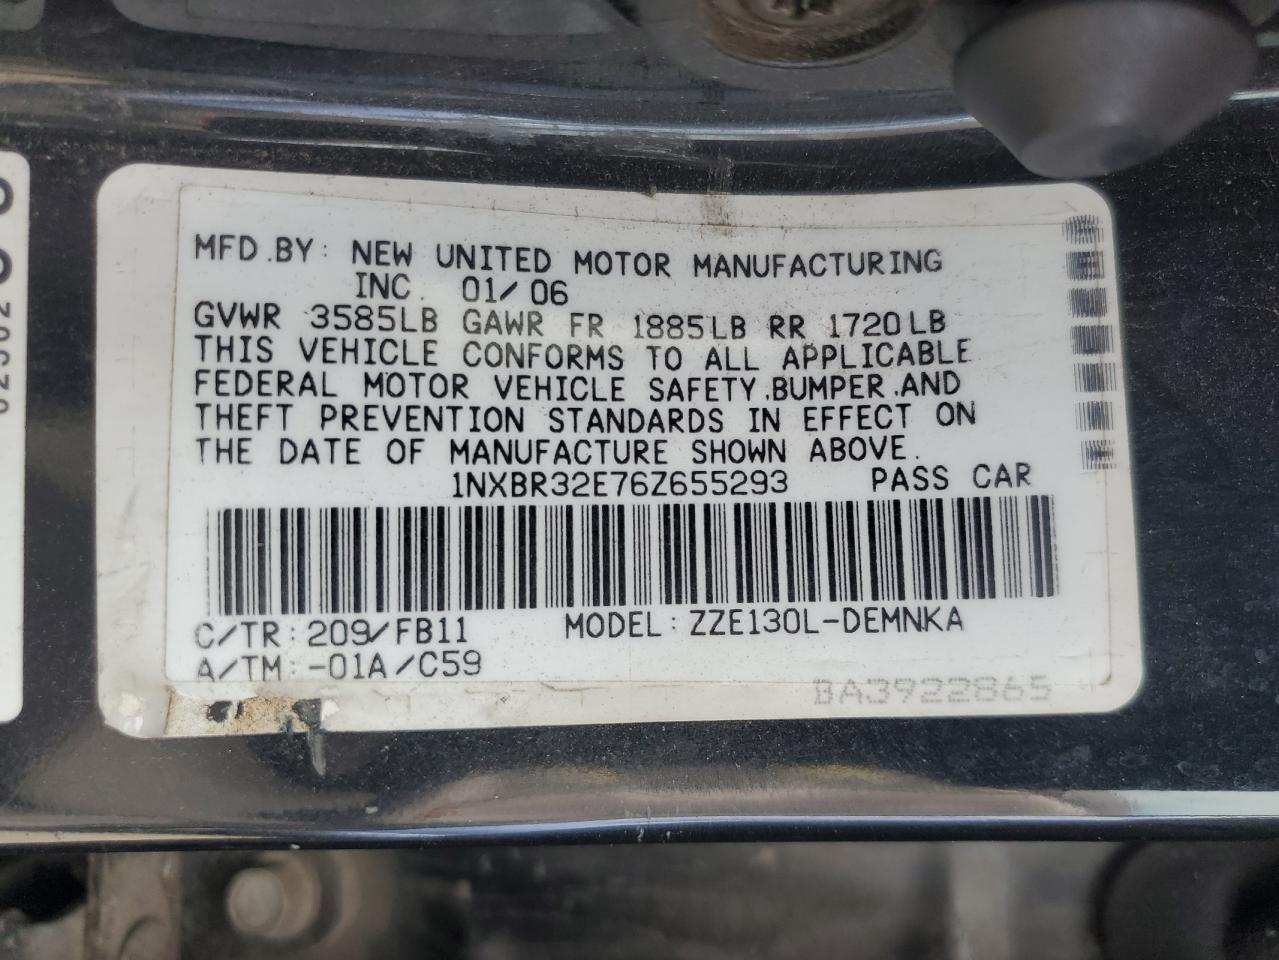 MFD.BY: NEW UNITED MOTOR MANUFACTURING
INC. 01/06
GVWR 3585LB GAWR FR 1885LB RR 1720LB
THIS VEHICLE CONFORMS TO ALL APPLICABLE
FEDERAL MOTOR VEHICLE SAFETY,BUMPER,AND
THEFT PREVENTION STANDARDS IN EFFECT ON
THE DATE OF MANUFACTURE SHOWN ABOVE.
1NXBR32E76Z655293 PASS CAR
C/TR: 209/FB11 MODEL: ZZE130L-DEMNKA
A/TM: -01A/C59
BA3922865